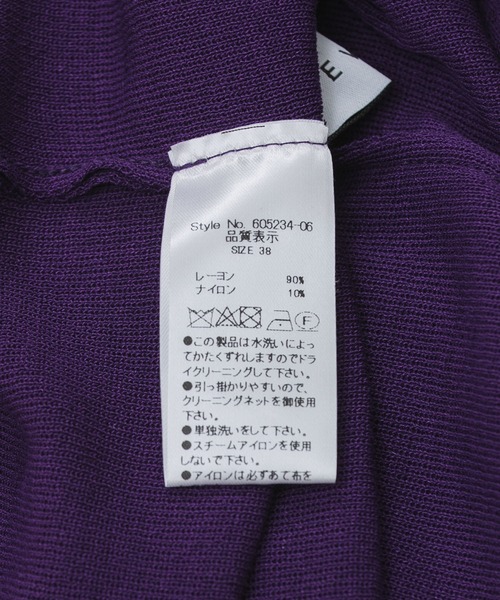 E
Style No. 605234-06
品質表示
SIZE 38
レーヨン 90%
ナイロン 10%
F
●この製品は水洗いによっ
てかたくずれしますのでドラ
イクリーニングして下さい。
●引っ掛かりやすいので、
クリーニングネットを御使用
下さい。
●単独洗いをして下さい。
●スチームアイロンを使用
しないで下さい。
●アイロンは必ずあて布を